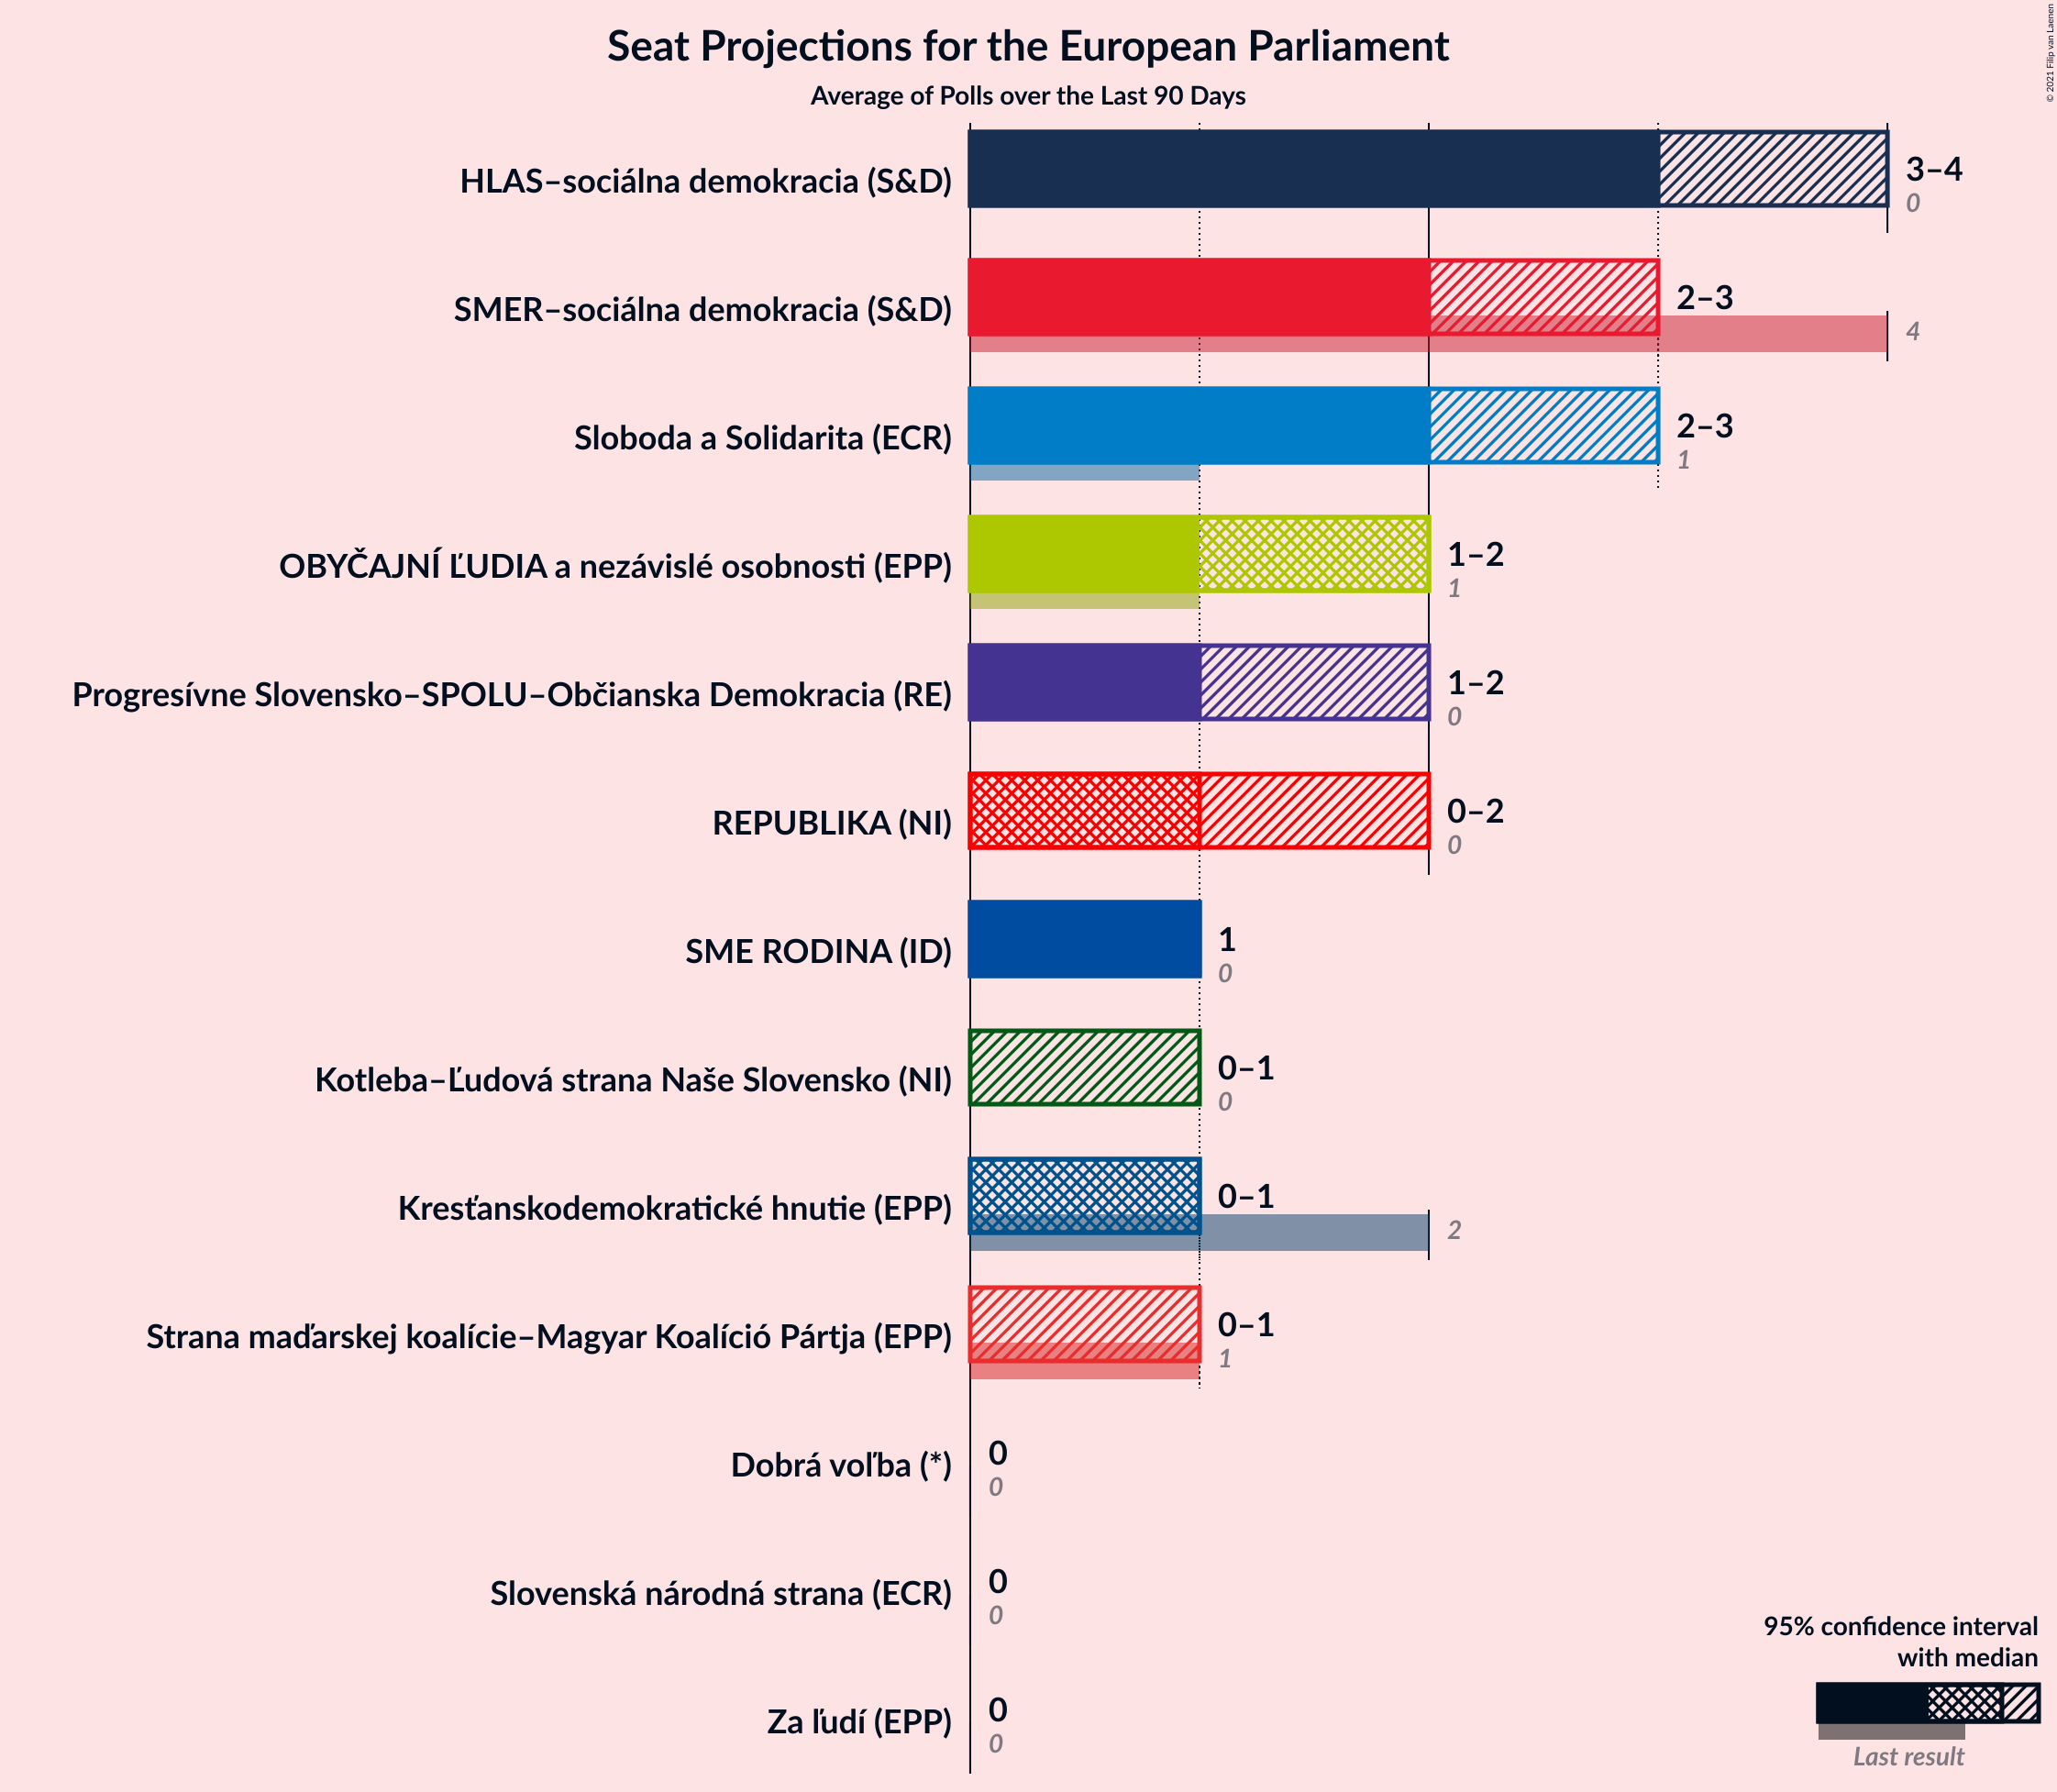 © 2021 Filip van Laenen
Seat Projections for the European Parliament
Average of Polls over the Last 90 Days
HLAS–sociálna demokracia (S&D)
3–4
0
SMER–sociálna demokracia (S&D)
2–3
4
Sloboda a Solidarita (ECR)
2–3
1
OBYČAJNÍ ĽUDIA a nezávislé osobnosti (EPP)
1–2
1
Progresívne Slovensko–SPOLU–Občianska Demokracia (RE)
1–2
0
REPUBLIKA (NI)
0–2
0
SME RODINA (ID)
1
0
Kotleba–Ľudová strana Naše Slovensko (NI)
0–1
0
Kresťanskodemokratické hnutie (EPP)
0–1
2
Strana maďarskej koalície–Magyar Koalíció Pártja (EPP)
0–1
1
Dobrá voľba (*)
0
0
Slovenská národná strana (ECR)
0
0
Za ľudí (EPP)
0
0
95% confidence interval
with median
Last result